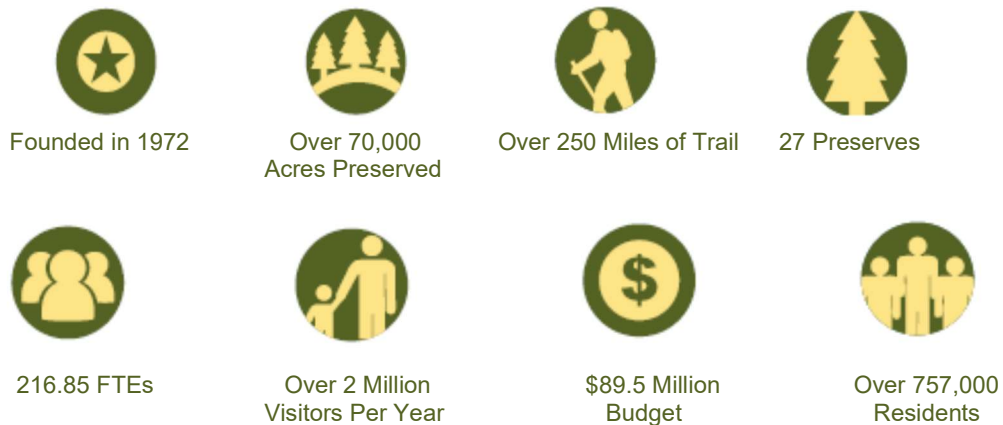 Founded in 1972
Over 70,000
Acres Preserved
Over 250 Miles of Trail
27 Preserves
$
216.85 FTEs
Over 2 Million
Visitors Per Year
$89.5 Million
Budget
Over 757,000
Residents